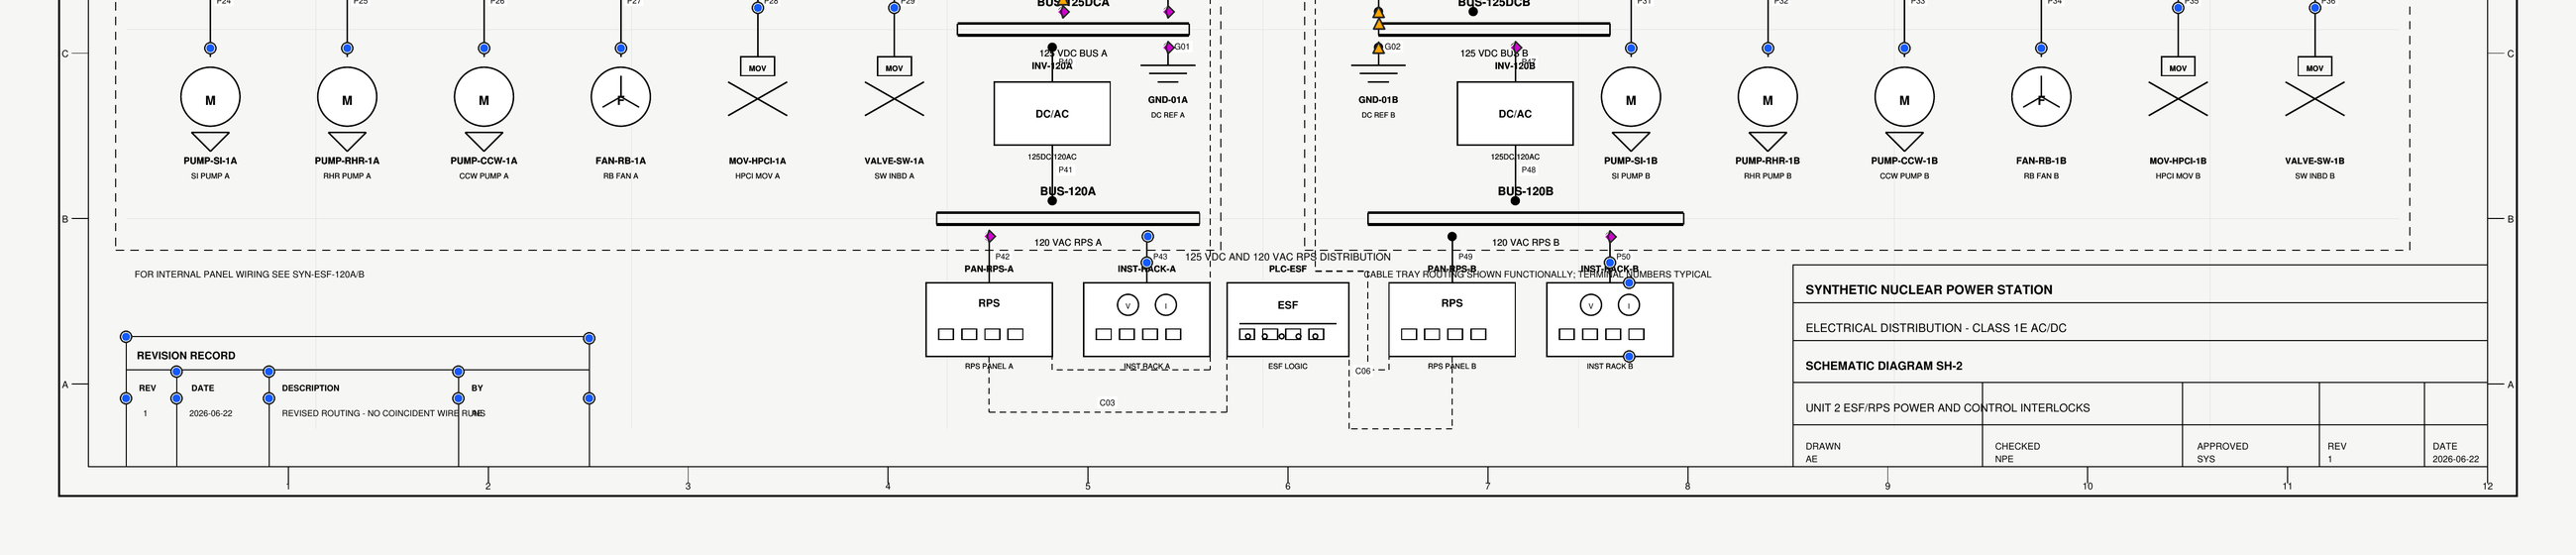 P24 P25 P26 P27 P28 P29 BUS-125DCA BUS-125DCB P31 P32 P33 P34 P35 P36
C 125 VDC BUS A G01 G02 125 VDC BUS B C
P40 P47
MOV MOV INV-120A INV-120B MOV MOV
M M M F GND-01A GND-01B M M M F
DC/AC DC REF A DC REF B DC/AC
125DC/120AC 125DC/120AC
PUMP-SI-1A PUMP-RHR-1A PUMP-CCW-1A FAN-RB-1A MOV-HPCI-1A VALVE-SW-1A PUMP-SI-1B PUMP-RHR-1B PUMP-CCW-1B FAN-RB-1B MOV-HPCI-1B VALVE-SW-1B
P41 P48
SI PUMP A RHR PUMP A CCW PUMP A RB FAN A HPCI MOV A SW INBD A SI PUMP B RHR PUMP B CCW PUMP B RB FAN B HPCI MOV B SW INBD B
BUS-120A BUS-120B
B B
120 VAC RPS A 120 VAC RPS B
P42 P43 125 VDC AND 120 VAC RPS DISTRIBUTION P49 P50
PAN-RPS-A INST-RACK-A PLC-ESF PAN-RPS-B INST-RACK-B
FOR INTERNAL PANEL WIRING SEE SYN-ESF-120A/B
CABLE TRAY ROUTING SHOWN FUNCTIONALLY; TERMINAL NUMBERS TYPICAL
RPS V I ESF RPS V I
RPS PANEL A INST RACK A ESF LOGIC C06 RPS PANEL B INST RACK B
C03
SYNTHETIC NUCLEAR POWER STATION
ELECTRICAL DISTRIBUTION - CLASS 1E AC/DC
SCHEMATIC DIAGRAM SH-2
UNIT 2 ESF/RPS POWER AND CONTROL INTERLOCKS
DRAWN CHECKED APPROVED REV DATE
AE NPE SYS 1 2026-06-22
REVISION RECORD
A A
REV DATE DESCRIPTION BY
1 2026-06-22 REVISED ROUTING - NO COINCIDENT WIRE RUNS AE
1 2 3 4 5 6 7 8 9 10 11 12